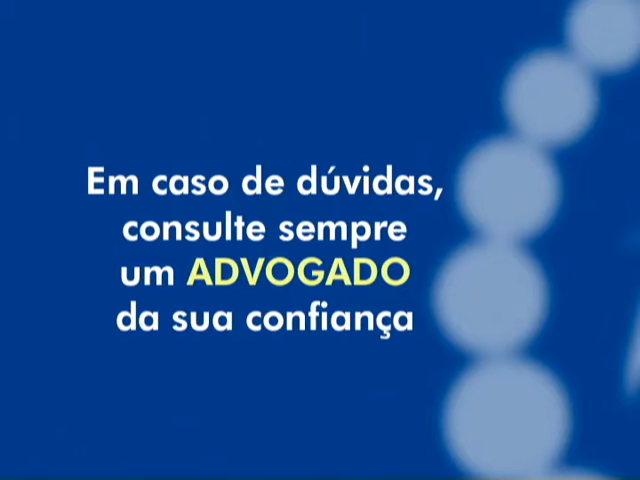 Em caso de dúvidas,
consulte sempre
um ADVOGADO
da sua confiança